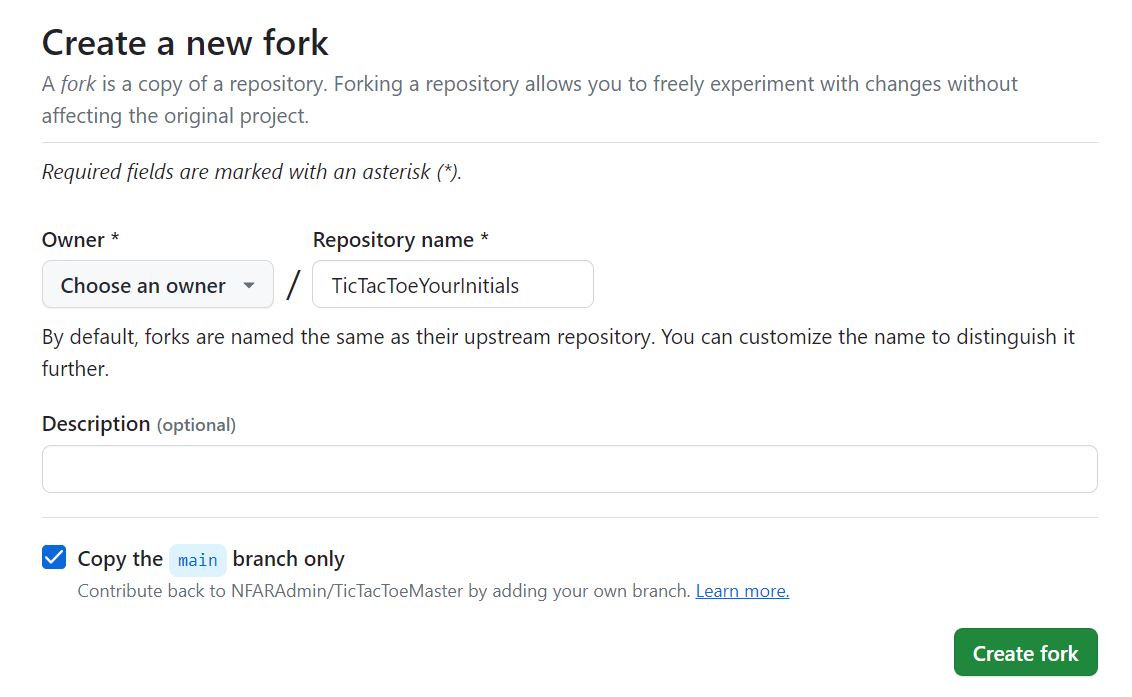 Create a new fork
A fork is a copy of a repository. Forking a repository allows you to freely experiment with changes without
affecting the original project.
Required fields are marked with an asterisk (*).
Owner *
Repository name *
Choose an owner
/
TicTacToeYourInitials
By default, forks are named the same as their upstream repository. You can customize the name to distinguish it
further.
Description (optional)
Copy the main branch only
Contribute back to NFARAdmin/TicTacToeMaster by adding your own branch. Learn more.
Create fork